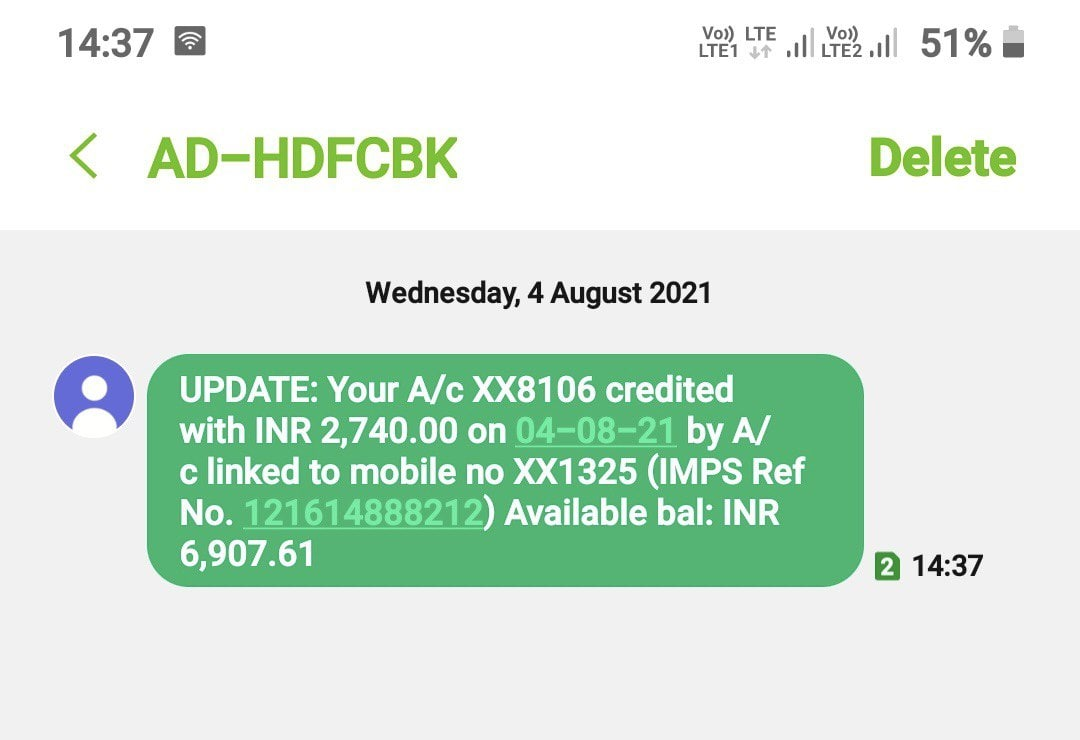 14:37 Vo)) LTE LTE1 Vo)) LTE2 51%
AD-HDFCBK Delete
Wednesday, 4 August 2021
UPDATE: Your A/c XX8106 credited
with INR 2,740.00 on 04-08-21 by A/
c linked to mobile no XX1325 (IMPS Ref
No. 121614888212) Available bal: INR
6,907.61
2 14:37